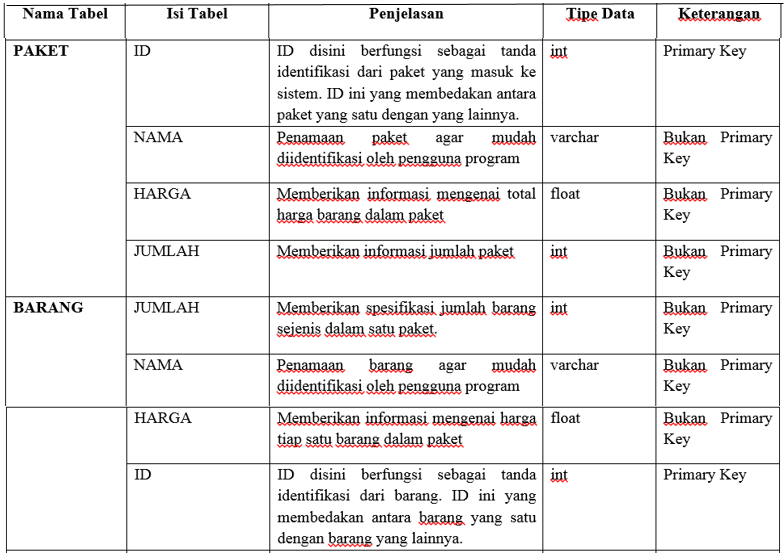 Nama Tabel Isi Tabel Penjelasan Tipe Data Keterangan
PAKET ID ID disini berfungsi sebagai tanda int Primary Key
identifikasi dari paket yang masuk ke
sistem. ID ini yang membedakan antara
paket yang satu dengan yang lainnya.
NAMA Penamaan paket agar mudah varchar Bukan Primary
diidentifikasi oleh pengguna program Key
HARGA Memberikan informasi mengenai total float Bukan Primary
harga barang dalam paket Key
JUMLAH Memberikan informasi jumlah paket int Bukan Primary
Key
BARANG JUMLAH Memberikan spesifikasi jumlah barang int Bukan Primary
sejenis dalam satu paket. Key
NAMA Penamaan barang agar mudah varchar Bukan Primary
diidentifikasi oleh pengguna program Key
HARGA Memberikan informasi mengenai harga float Bukan Primary
tiap satu barang dalam paket Key
ID ID disini berfungsi sebagai tanda int Primary Key
identifikasi dari barang. ID ini yang
membedakan antara barang yang satu
dengan barang yang lainnya.